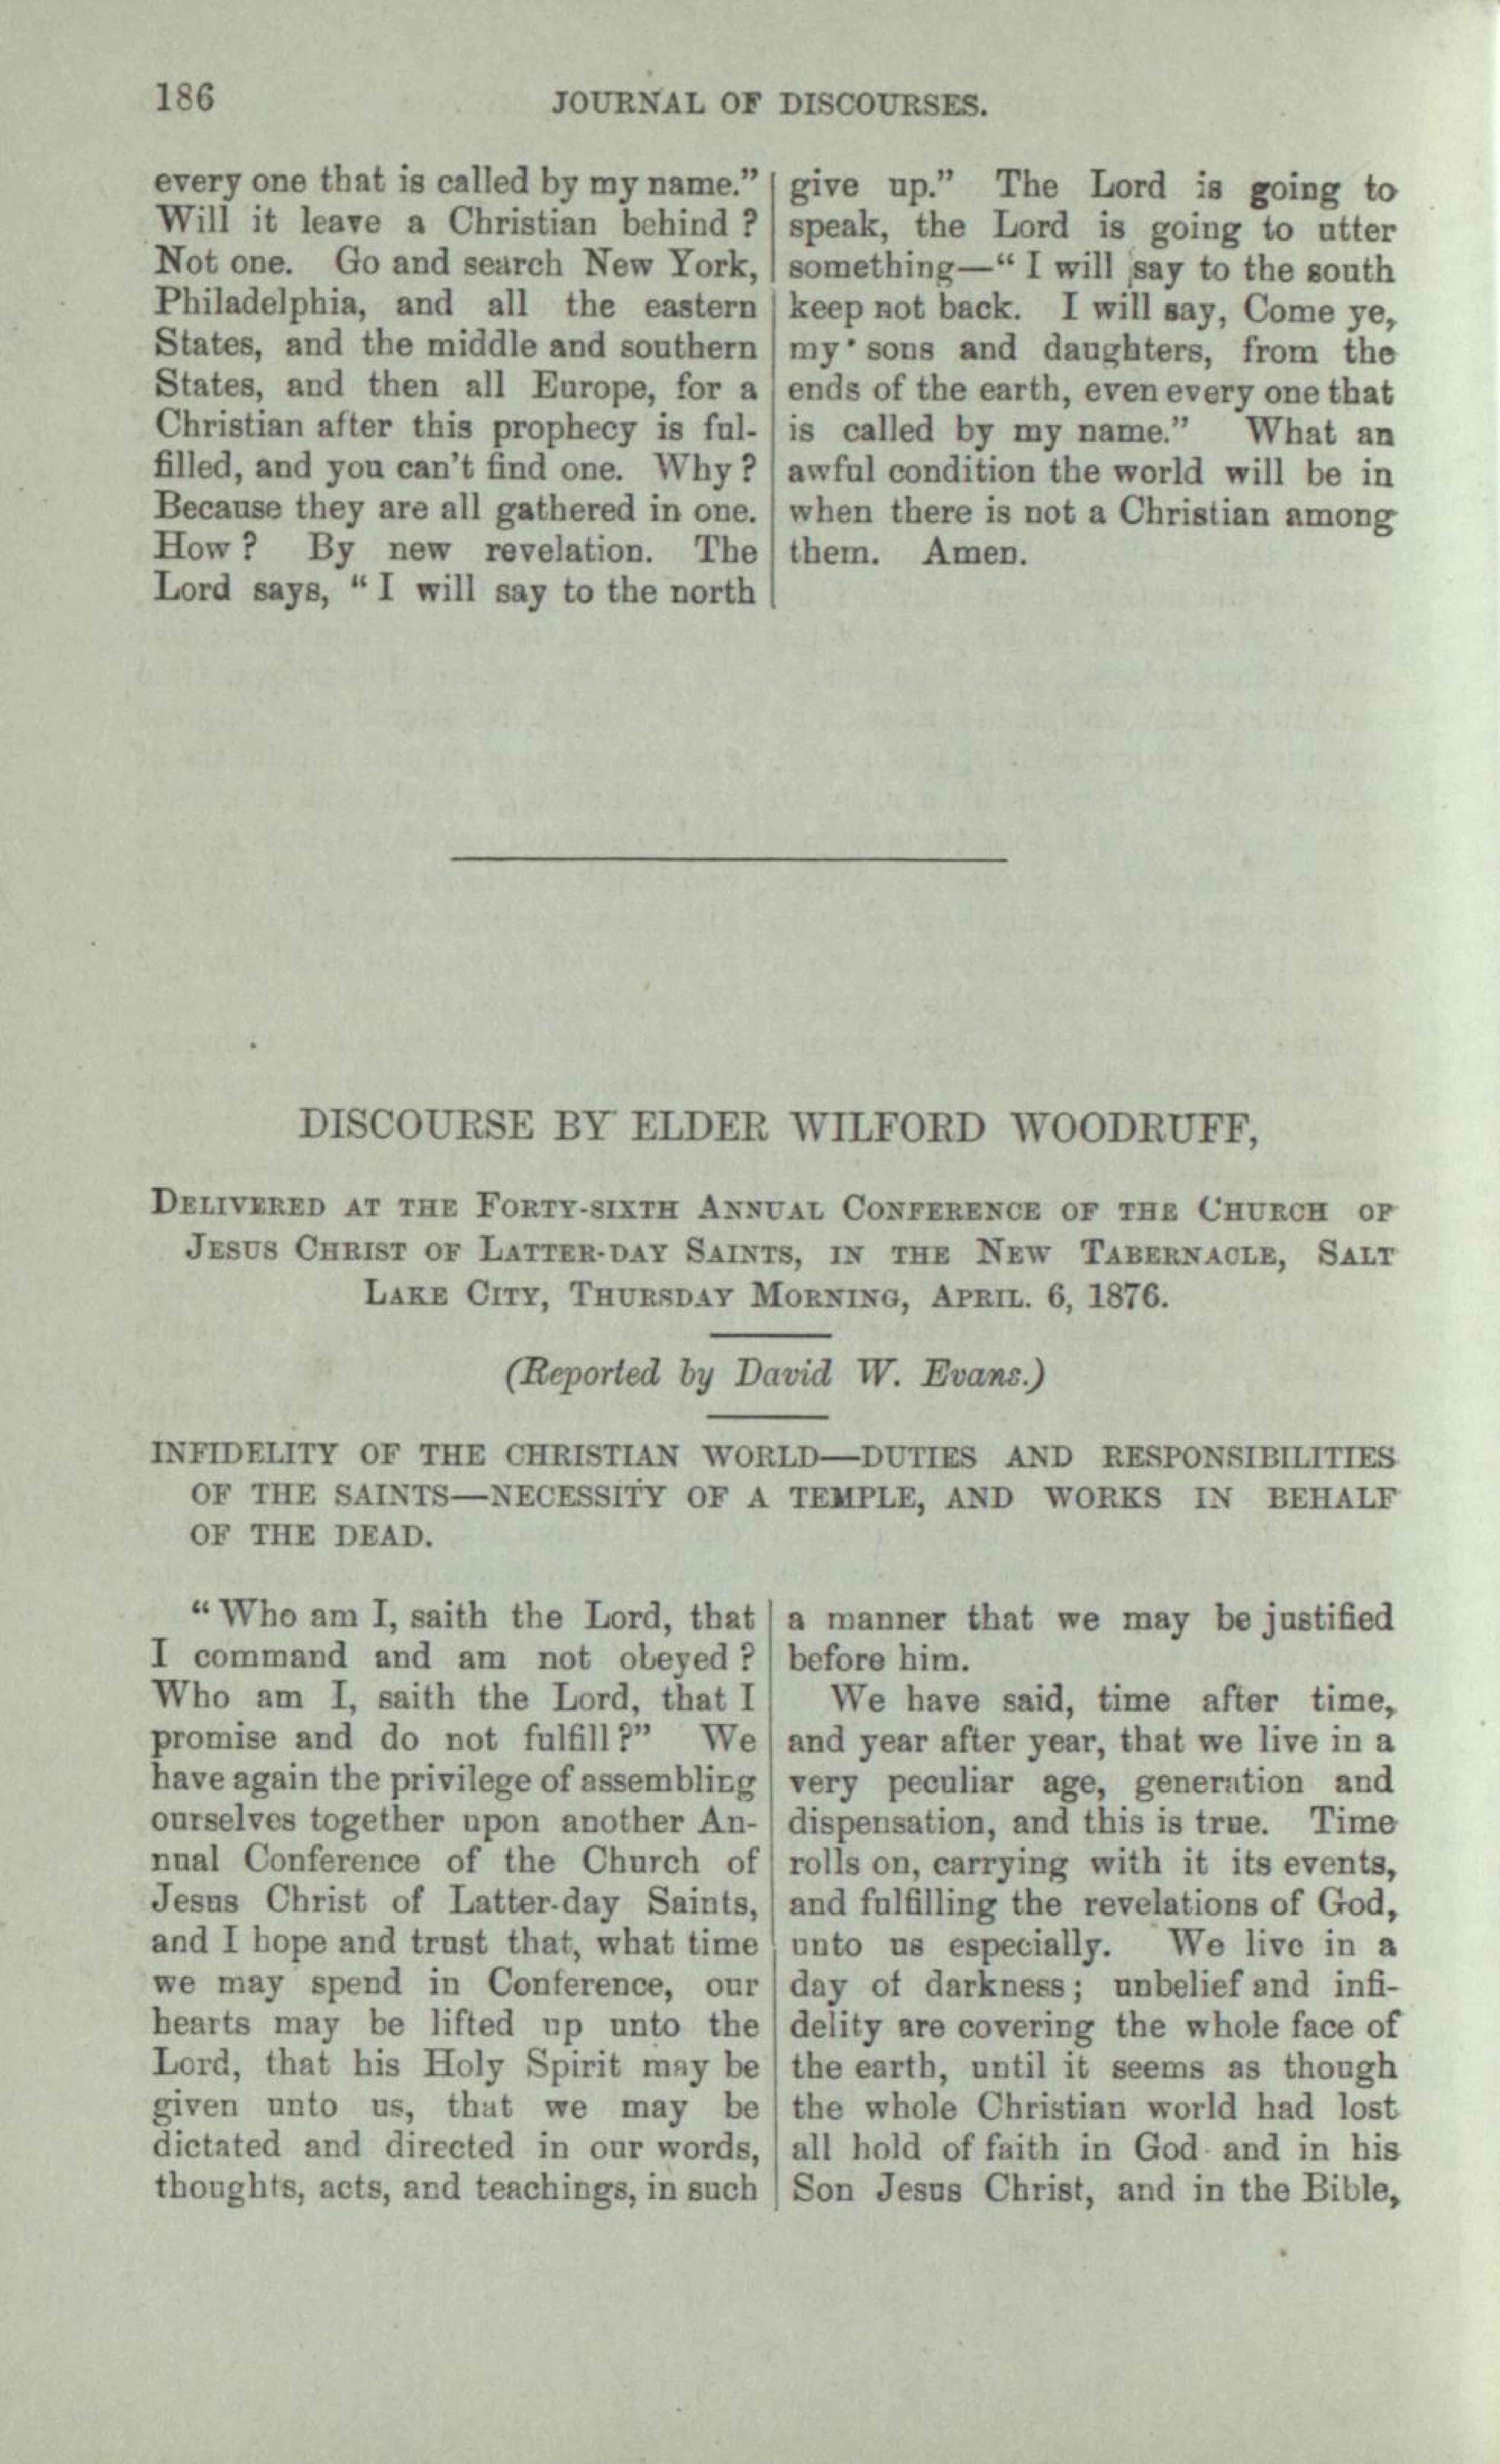 186
JOURNAL OF DISCOURSES.
every one that is called by my name.”
Will it leave a Christian behind ?
Not one. Go and search New York,
Philadelphia, and all the eastern
States, and the middle and southern
States, and then all Europe, for a
Christian after this prophecy is ful-
filled, and you can’t find one. Why ?
Because they are all gathered in one.
How ? By new revelation. The
Lord says, “ I will say to the north
give up.” The Lord is going to
speak, the Lord is going to utter
something—“ I will say to the south
keep not back. I will say, Come ye,
my sons and daughters, from the
ends of the earth, even every one that
is called by my name.” What an
awful condition the world will be in
when there is not a Christian among
them. Amen.
DISCOURSE BY ELDER WILFORD WOODRUFF,
DELIVERED AT THE FORTY-SIXTH ANNUAL CONFERENCE OF THE CHURCH OF
JESUS CHRIST OF LATTER-DAY SAINTS, IN THE NEW TABERNACLE, SALT
LAKE CITY, THURSDAY MORNING, APRIL. 6, 1876.
(Reported by David W. Evans.)
INFIDELITY OF THE CHRISTIAN WORLD—DUTIES AND RESPONSIBILITIES
OF THE SAINTS—NECESSITY OF A TEMPLE, AND WORKS IN BEHALF
OF THE DEAD.
“ Who am I, saith the Lord, that
I command and am not obeyed ?
Who am I, saith the Lord, that I
promise and do not fulfill ?” We
have again the privilege of assembling
ourselves together upon another An-
nual Conference of the Church of
Jesus Christ of Latter-day Saints,
and I hope and trust that, what time
we may spend in Conference, our
hearts may be lifted up unto the
Lord, that his Holy Spirit may be
given unto us, that we may be
dictated and directed in our words,
thoughts, acts, and teachings, in such
a manner that we may be justified
before him.
We have said, time after time,
and year after year, that we live in a
very peculiar age, generation and
dispensation, and this is true. Time
rolls on, carrying with it its events,
and fulfilling the revelations of God,
unto us especially. We live in a
day of darkness ; unbelief and infi-
delity are covering the whole face of
the earth, until it seems as though
the whole Christian world had lost
all hold of faith in God and in his
Son Jesus Christ, and in the Bible,